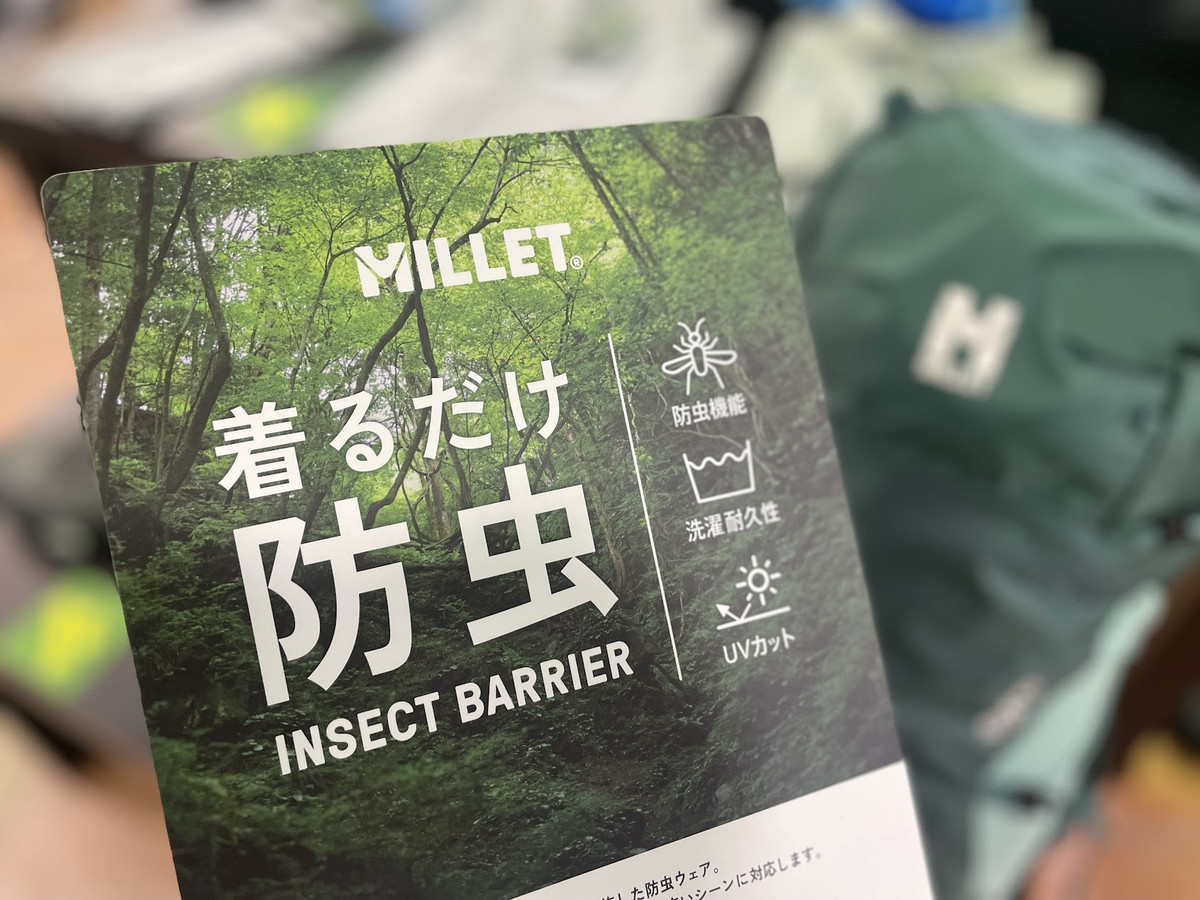 MILLET®
着るだけ
防虫
INSECT BARRIER
防虫機能
洗濯耐久性
UVカット
した防虫ウェア。
いシーンに対応します。